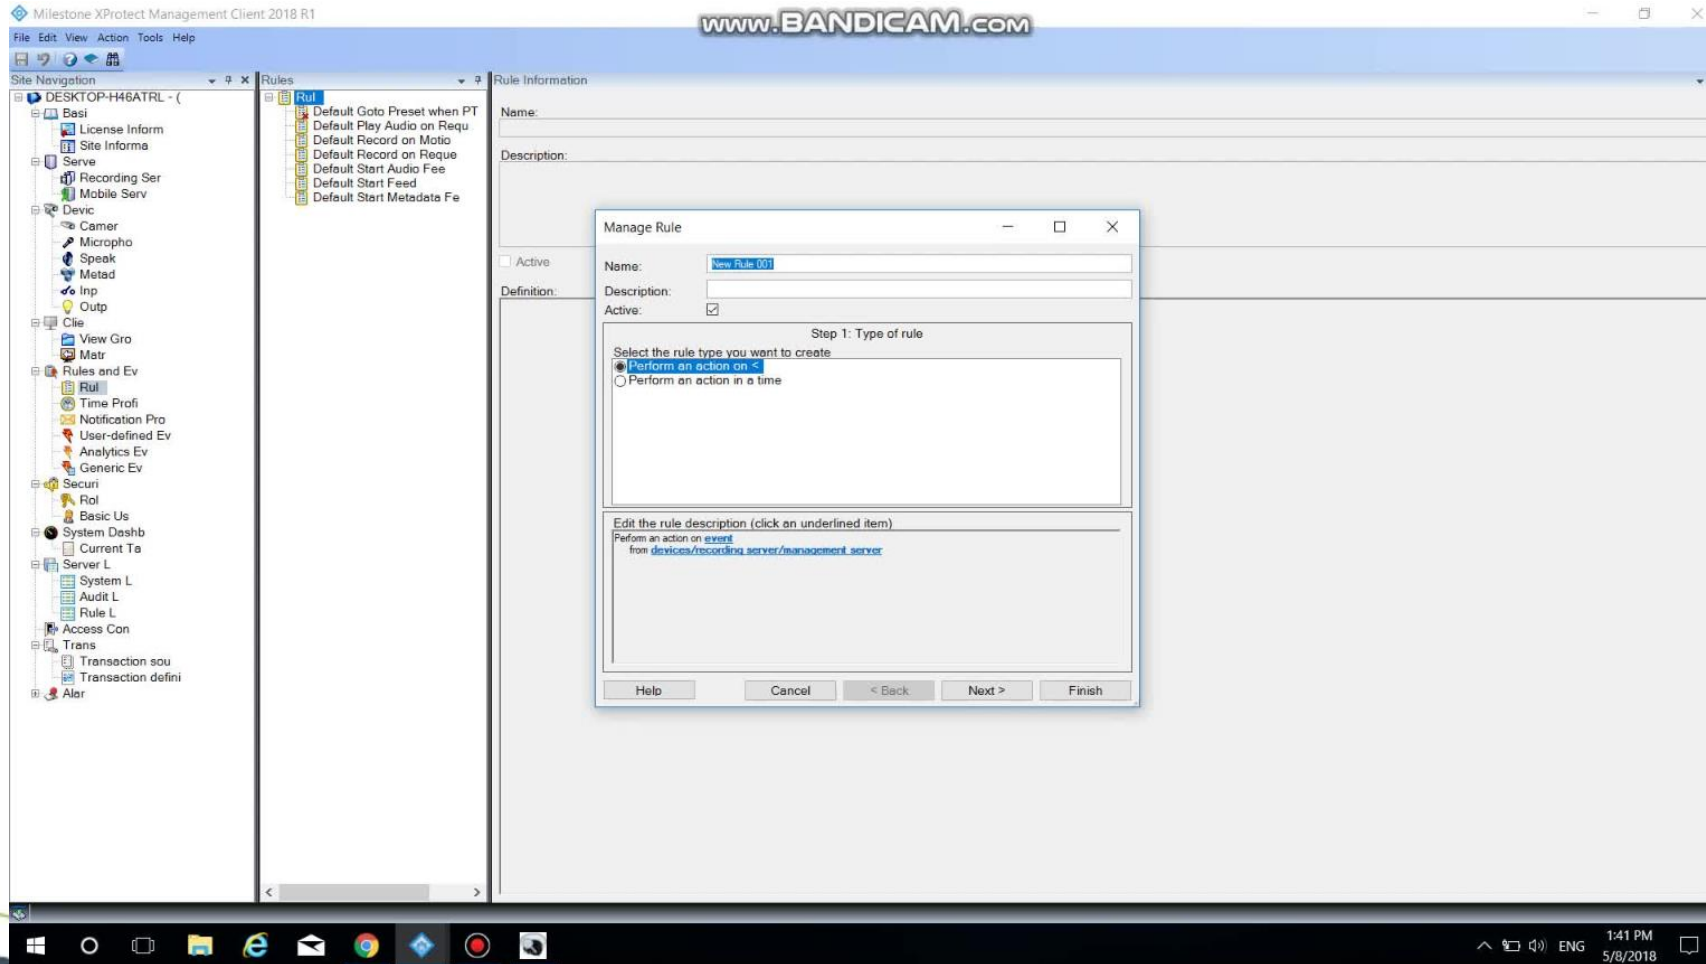 Milestone XProtect Management Client 2018 R1
www.BANDICAM.com
File Edit View Action Tools Help
Site Navigation
DESKTOP-H46ATRL - (
Basi
License Inform
Site Informa
Serve
Recording Ser
Mobile Serv
Devic
Camer
Micropho
Speak
Metad
Inp
Outp
Clie
View Gro
Matr
Rules and Ev
Rul
Time Profi
Notification Pro
User-defined Ev
Analytics Ev
Generic Ev
Securi
Rol
Basic Us
System Dashb
Current Ta
Server L
System L
Audit L
Rule L
Access Con
Trans
Transaction sou
Transaction defini
Alar
Rules
Rul
Default Goto Preset when PT
Default Play Audio on Requ
Default Record on Motio
Default Record on Reque
Default Start Audio Fee
Default Start Feed
Default Start Metadata Fe
Rule Information
Name:
Description:
Active
Definition:
Manage Rule
Name: New Rule 001
Description:
Active:
Step 1: Type of rule
Select the rule type you want to create
Perform an action on <
Perform an action in a time
Edit the rule description (click an underlined item)
Perform an action on event
from devices/recording server/management server
Help Cancel < Back Next > Finish
ENG
1:41 PM
5/8/2018